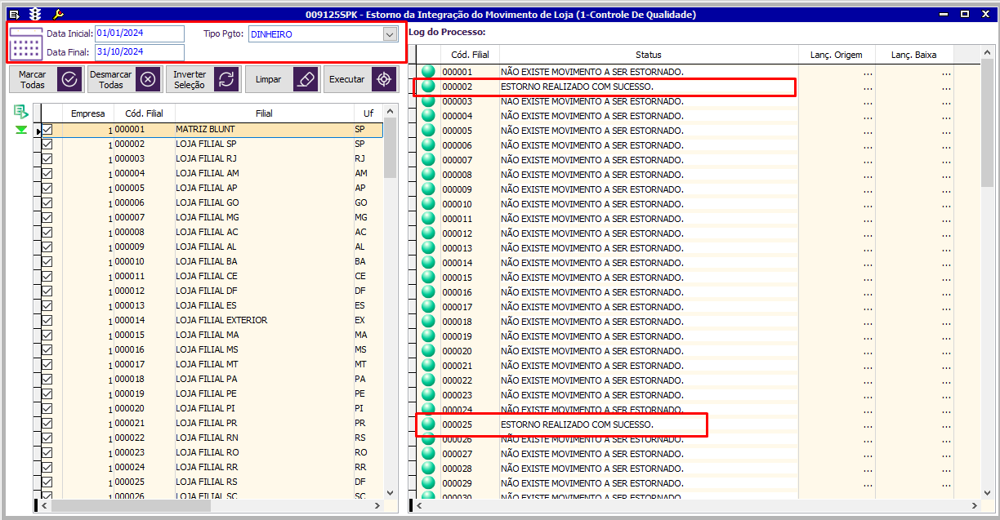 009125SPK - Estorno da Integração do Movimento de Loja (1-Controle De Qualidade)
Data Inicial: 01/01/2024 Tipo Pgto: DINHEIRO
Data Final: 31/10/2024
Marcar Todas
Desmarcar Todas
Inverter Seleção
Limpar
Executar
Empresa Cód. Filial Filial Uf
1 000001 MATRIZ BLUNT SP
1 000002 LOJA FILIAL SP SP
1 000003 LOJA FILIAL RJ RJ
1 000004 LOJA FILIAL AM AM
1 000005 LOJA FILIAL AP AP
1 000006 LOJA FILIAL GO GO
1 000007 LOJA FILIAL MG MG
1 000008 LOJA FILIAL AC AC
1 000009 LOJA FILIAL AL AL
1 000010 LOJA FILIAL BA BA
1 000011 LOJA FILIAL CE CE
1 000012 LOJA FILIAL DF DF
1 000013 LOJA FILIAL ES ES
1 000014 LOJA FILIAL EXTERIOR EX
1 000015 LOJA FILIAL MA MA
1 000016 LOJA FILIAL MS MS
1 000017 LOJA FILIAL MT MT
1 000018 LOJA FILIAL PA PA
1 000019 LOJA FILIAL PE PE
1 000020 LOJA FILIAL PI PI
1 000021 LOJA FILIAL PR PR
1 000022 LOJA FILIAL RN RS
1 000023 LOJA FILIAL RO RO
1 000024 LOJA FILIAL RR RR
1 000025 LOJA FILIAL RS DF
1 000026 LOJA FILIAL SC SC
Log do Processo:
Cód. Filial Status Lanç. Origem Lanç. Baixa
000001 NÃO EXISTE MOVIMENTO A SER ESTORNADO. ... ...
000002 ESTORNO REALIZADO COM SUCESSO. ... ...
000003 NÃO EXISTE MOVIMENTO A SER ESTORNADO. ... ...
000004 NÃO EXISTE MOVIMENTO A SER ESTORNADO. ... ...
000005 NÃO EXISTE MOVIMENTO A SER ESTORNADO. ... ...
000006 NÃO EXISTE MOVIMENTO A SER ESTORNADO. ... ...
000007 NÃO EXISTE MOVIMENTO A SER ESTORNADO. ... ...
000008 NÃO EXISTE MOVIMENTO A SER ESTORNADO. ... ...
000009 NÃO EXISTE MOVIMENTO A SER ESTORNADO. ... ...
000010 NÃO EXISTE MOVIMENTO A SER ESTORNADO. ... ...
000011 NÃO EXISTE MOVIMENTO A SER ESTORNADO. ... ...
000012 NÃO EXISTE MOVIMENTO A SER ESTORNADO. ... ...
000013 NÃO EXISTE MOVIMENTO A SER ESTORNADO. ... ...
000014 NÃO EXISTE MOVIMENTO A SER ESTORNADO. ... ...
000015 NÃO EXISTE MOVIMENTO A SER ESTORNADO. ... ...
000016 NÃO EXISTE MOVIMENTO A SER ESTORNADO. ... ...
000017 NÃO EXISTE MOVIMENTO A SER ESTORNADO. ... ...
000018 NÃO EXISTE MOVIMENTO A SER ESTORNADO. ... ...
000019 NÃO EXISTE MOVIMENTO A SER ESTORNADO. ... ...
000020 NÃO EXISTE MOVIMENTO A SER ESTORNADO. ... ...
000021 NÃO EXISTE MOVIMENTO A SER ESTORNADO. ... ...
000022 NÃO EXISTE MOVIMENTO A SER ESTORNADO. ... ...
000023 NÃO EXISTE MOVIMENTO A SER ESTORNADO. ... ...
000024 NÃO EXISTE MOVIMENTO A SER ESTORNADO. ... ...
000025 ESTORNO REALIZADO COM SUCESSO. ... ...
000026 NÃO EXISTE MOVIMENTO A SER ESTORNADO. ... ...
000027 NÃO EXISTE MOVIMENTO A SER ESTORNADO. ... ...
000028 NÃO EXISTE MOVIMENTO A SER ESTORNADO. ... ...
000029 NÃO EXISTE MOVIMENTO A SER ESTORNADO. ... ...
000030 NÃO EXISTE MOVIMENTO A SER ESTORNADO.